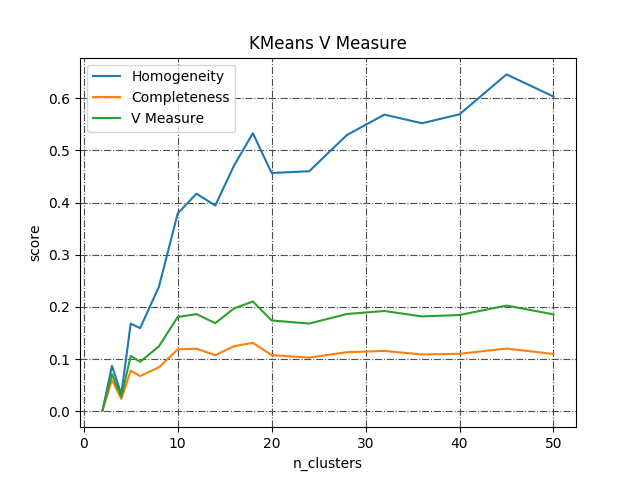 KMeans V Measure
Homogeneity
Completeness
V Measure
score
0.6
0.5
0.4
0.3
0.2
0.1
0.0
0 10 20 30 40 50
n_clusters